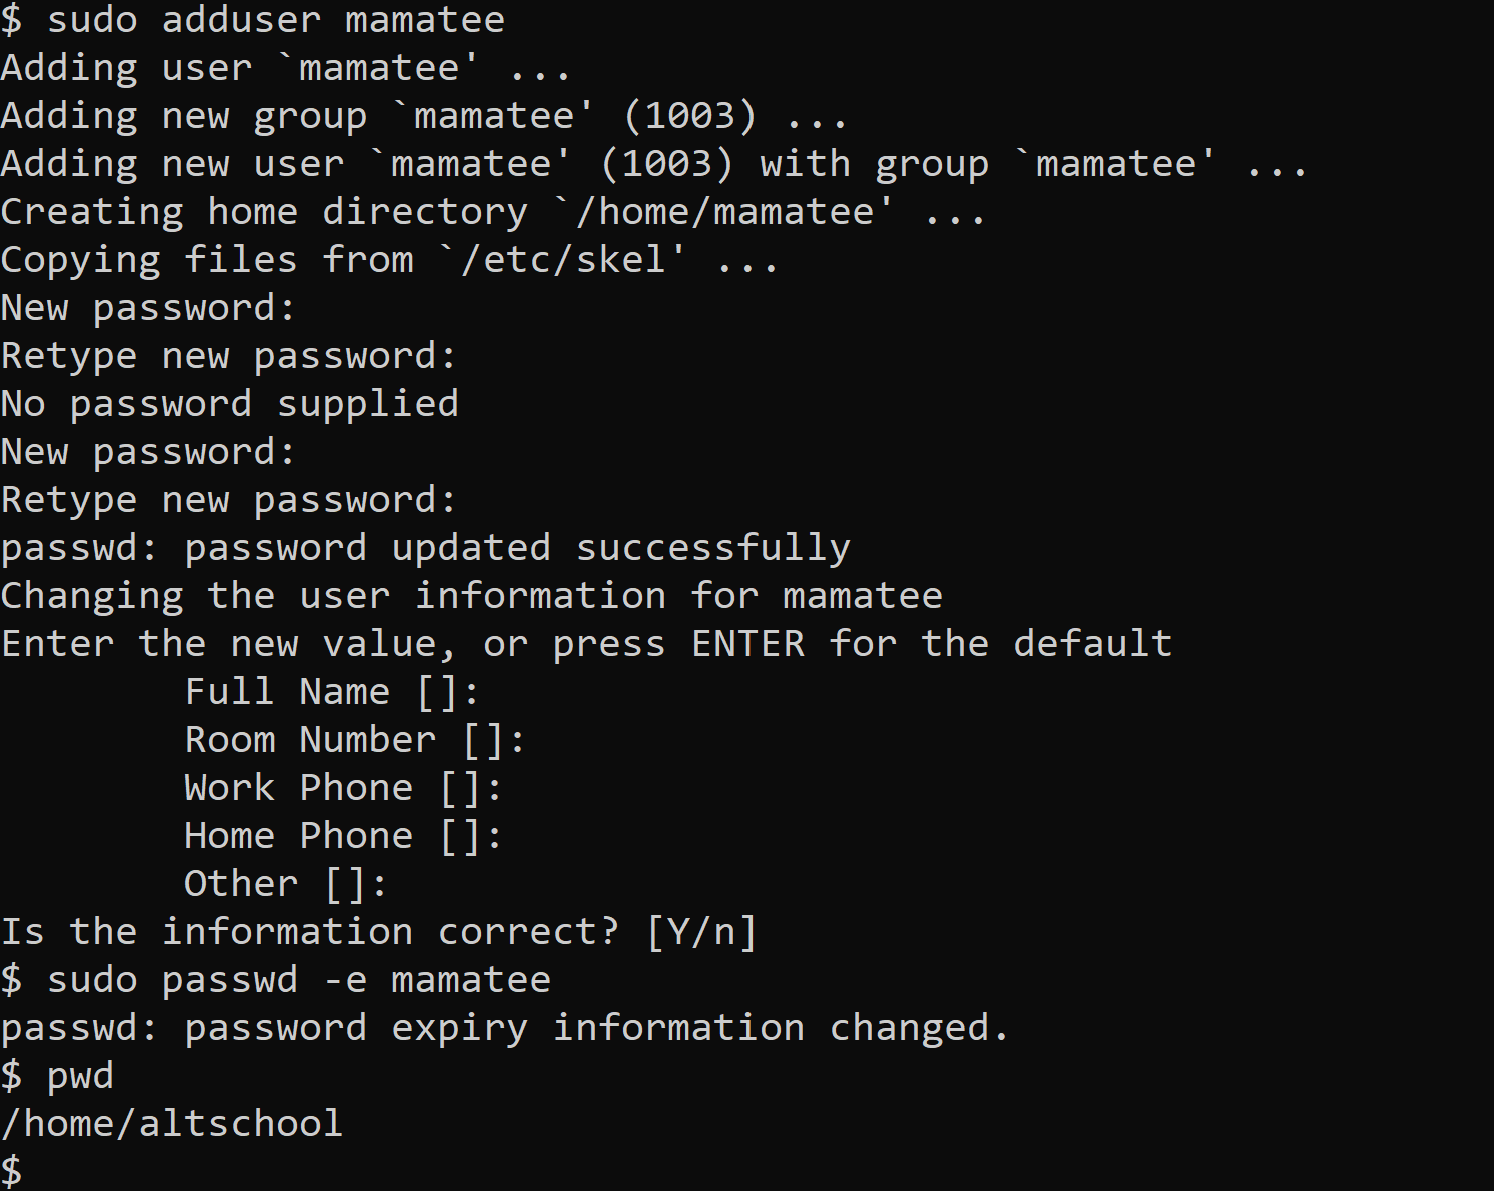 $ sudo adduser mamatee
Adding user `mamatee' ...
Adding new group `mamatee' (1003) ...
Adding new user `mamatee' (1003) with group `mamatee' ...
Creating home directory `/home/mamatee' ...
Copying files from `/etc/skel' ...
New password:
Retype new password:
No password supplied
New password:
Retype new password:
passwd: password updated successfully
Changing the user information for mamatee
Enter the new value, or press ENTER for the default
        Full Name []:
        Room Number []:
        Work Phone []:
        Home Phone []:
        Other []:
Is the information correct? [Y/n]
$ sudo passwd -e mamatee
passwd: password expiry information changed.
$ pwd
/home/altschool
$